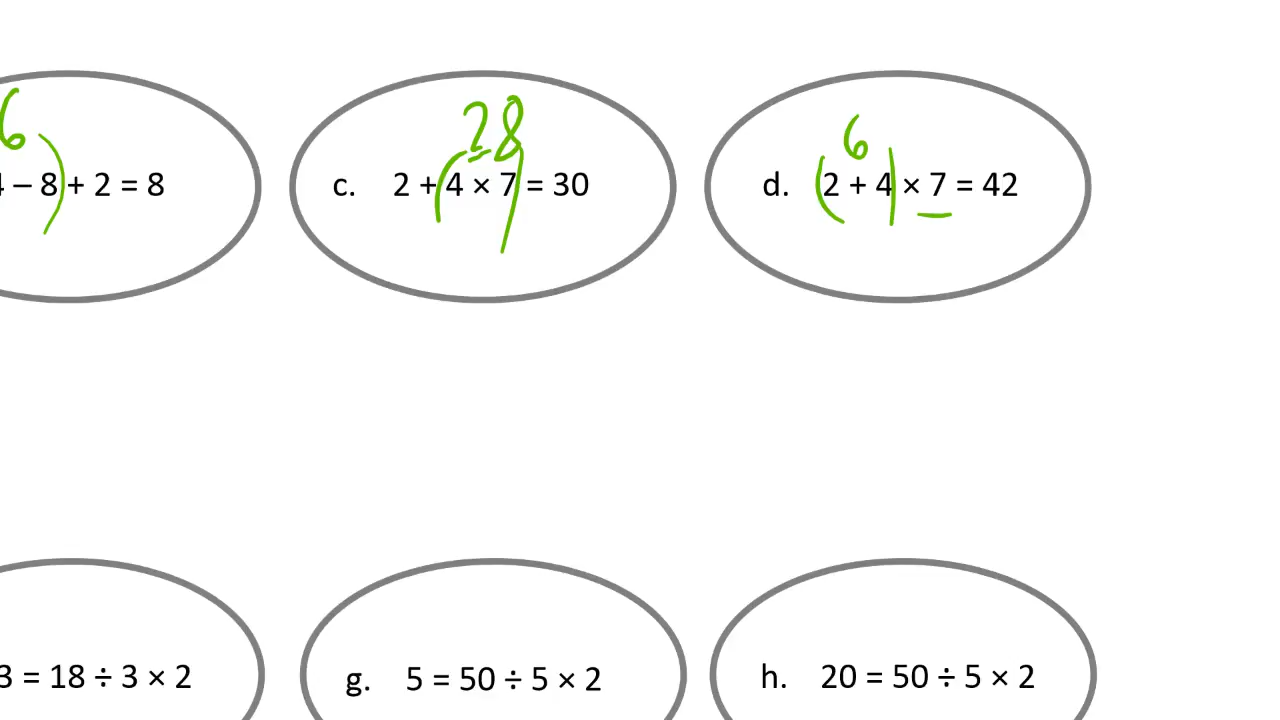 6
4 – 8) + 2 = 8
28
c. 2 + (4 × 7) = 30
6
d. (2 + 4) × 7 = 42
3 = 18 ÷ 3 × 2
g. 5 = 50 ÷ 5 × 2
h. 20 = 50 ÷ 5 × 2